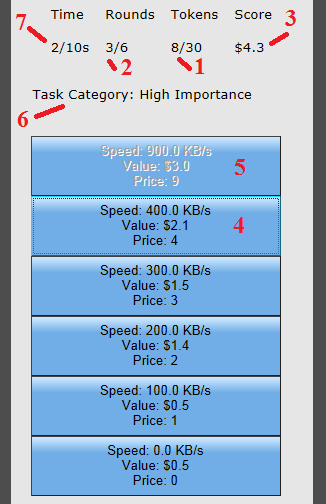 Time Rounds Tokens Score 3
7
2/10s 3/6 8/30 $4.3
2 1
Task Category: High Importance
6
Speed: 900.0 KB/s
Value: $3.0 5
Price: 9
Speed: 400.0 KB/s
Value: $2.1 4
Price: 4
Speed: 300.0 KB/s
Value: $1.5
Price: 3
Speed: 200.0 KB/s
Value: $1.4
Price: 2
Speed: 100.0 KB/s
Value: $0.5
Price: 1
Speed: 0.0 KB/s
Value: $0.5
Price: 0